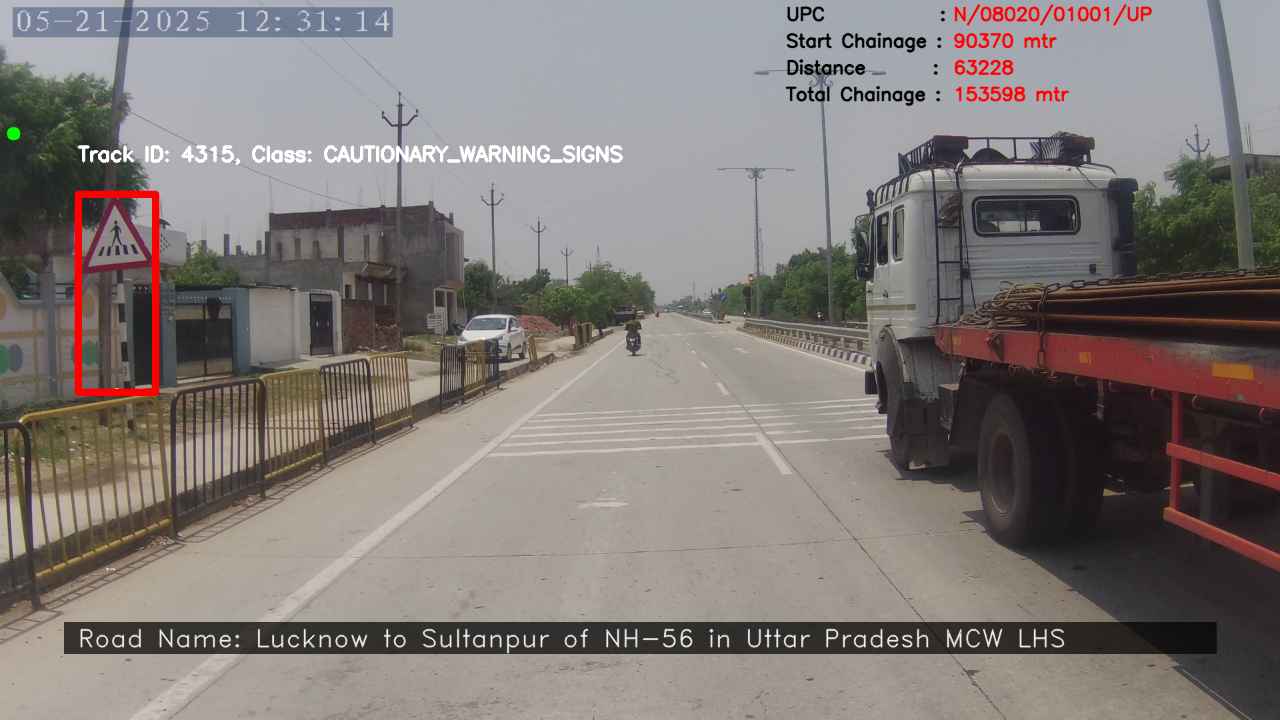 05-21-2025 12:31:14
UPC : N/08020/01001/UP
Start Chainage : 90370 mtr
Distance : 63228
Total Chainage : 153598 mtr
Track ID: 4315, Class: CAUTIONARY_WARNING_SIGNS
Road Name: Lucknow to Sultanpur of NH-56 in Uttar Pradesh MCW LHS